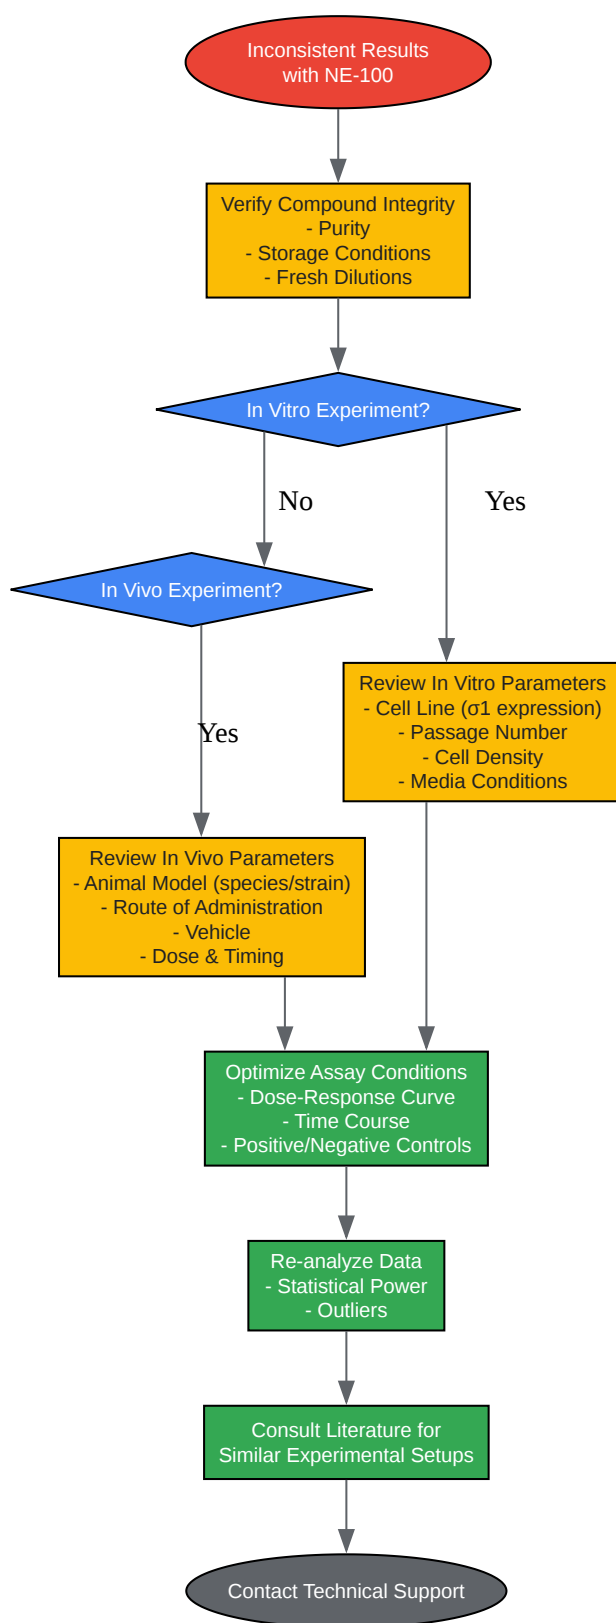 Inconsistent Results
with NE-100
Verify Compound Integrity
- Purity
- Storage Conditions
- Fresh Dilutions
In Vitro Experiment?
No
Yes
In Vivo Experiment?
Review In Vitro Parameters
- Cell Line (σ1 expression)
- Passage Number
- Cell Density
- Media Conditions
Yes
Review In Vivo Parameters
- Animal Model (species/strain)
- Route of Administration
- Vehicle
- Dose & Timing
Optimize Assay Conditions
- Dose-Response Curve
- Time Course
- Positive/Negative Controls
Re-analyze Data
- Statistical Power
- Outliers
Consult Literature for
Similar Experimental Setups
Contact Technical Support